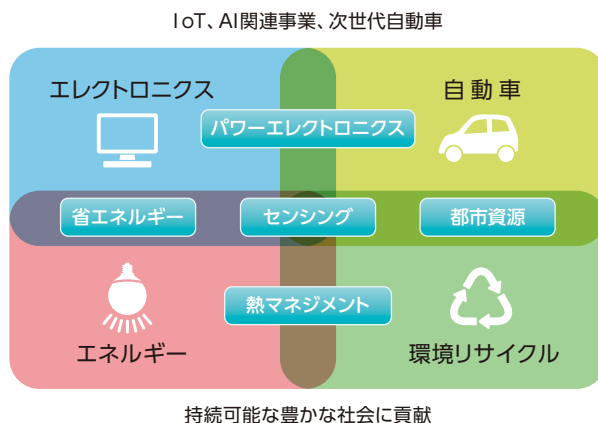 IoT、AI関連事業、次世代自動車
エレクトロニクス
自動車
パワーエレクトロニクス
省エネルギー
センシング
都市資源
熱マネジメント
エネルギー
環境リサイクル
持続可能な豊かな社会に貢献